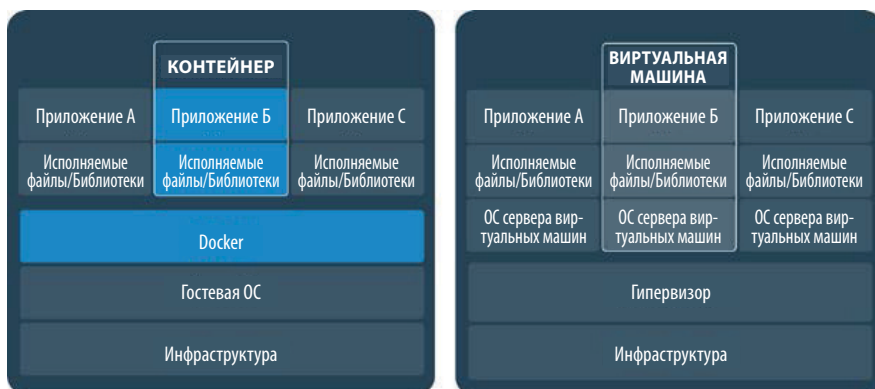 КОНТЕЙНЕР
Приложение А
Приложение Б
Приложение С
Исполняемые
файлы/Библиотеки
Исполняемые
файлы/Библиотеки
Исполняемые
файлы/Библиотеки
Docker
Гостевая ОС
Инфраструктура
ВИРТУАЛЬНАЯ
МАШИНА
Приложение А
Приложение Б
Приложение С
Исполняемые
файлы/Библиотеки
Исполняемые
файлы/Библиотеки
Исполняемые
файлы/Библиотеки
ОС сервера вир-
туальных машин
ОС сервера вир-
туальных машин
ОС сервера вир-
туальных машин
Гипервизор
Инфраструктура